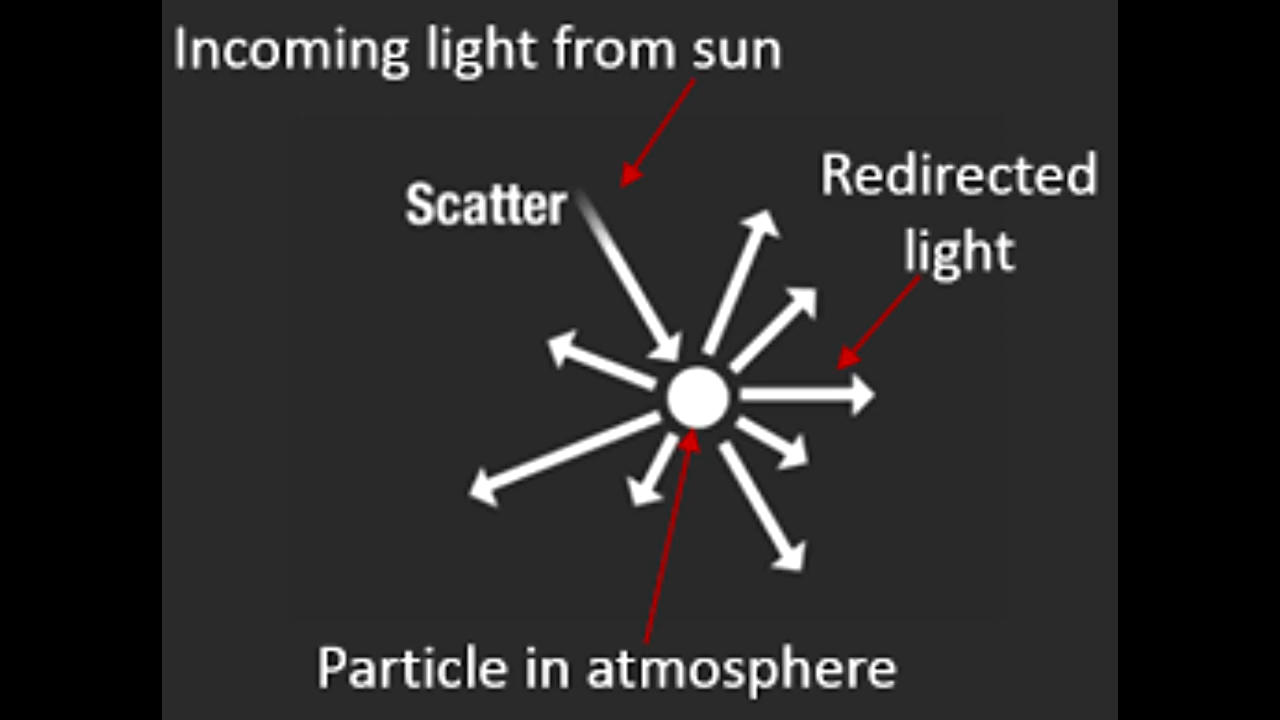 Incoming light from sun
Scatter
Redirected
light
Particle in atmosphere